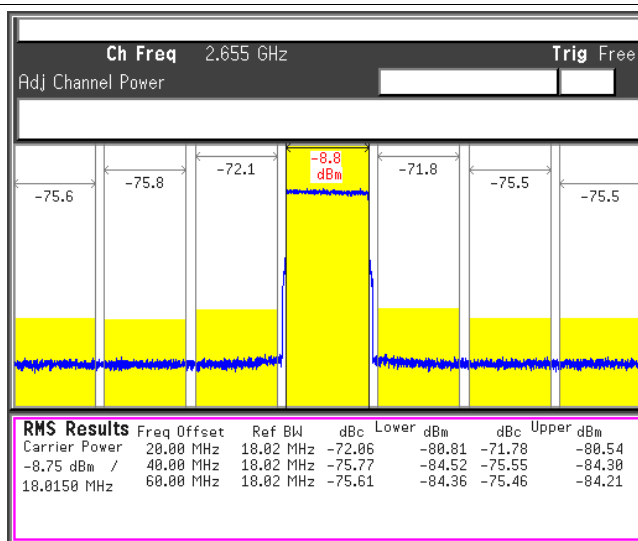 Ch Freq 2.655 GHz Trig Free
Adj Channel Power
-8.8
dBm
-72.1 -71.8
-75.8 -75.5
-75.6 -75.5
RMS Results Freq Offset Ref BW dBc Lower dBm dBc Upper dBm
Carrier Power 20.00 MHz 18.02 MHz -72.06 -80.81 -71.78 -80.54
-8.75 dBm / 40.00 MHz 18.02 MHz -75.77 -84.52 -75.55 -84.30
18.0150 MHz 60.00 MHz 18.02 MHz -75.61 -84.36 -75.46 -84.21